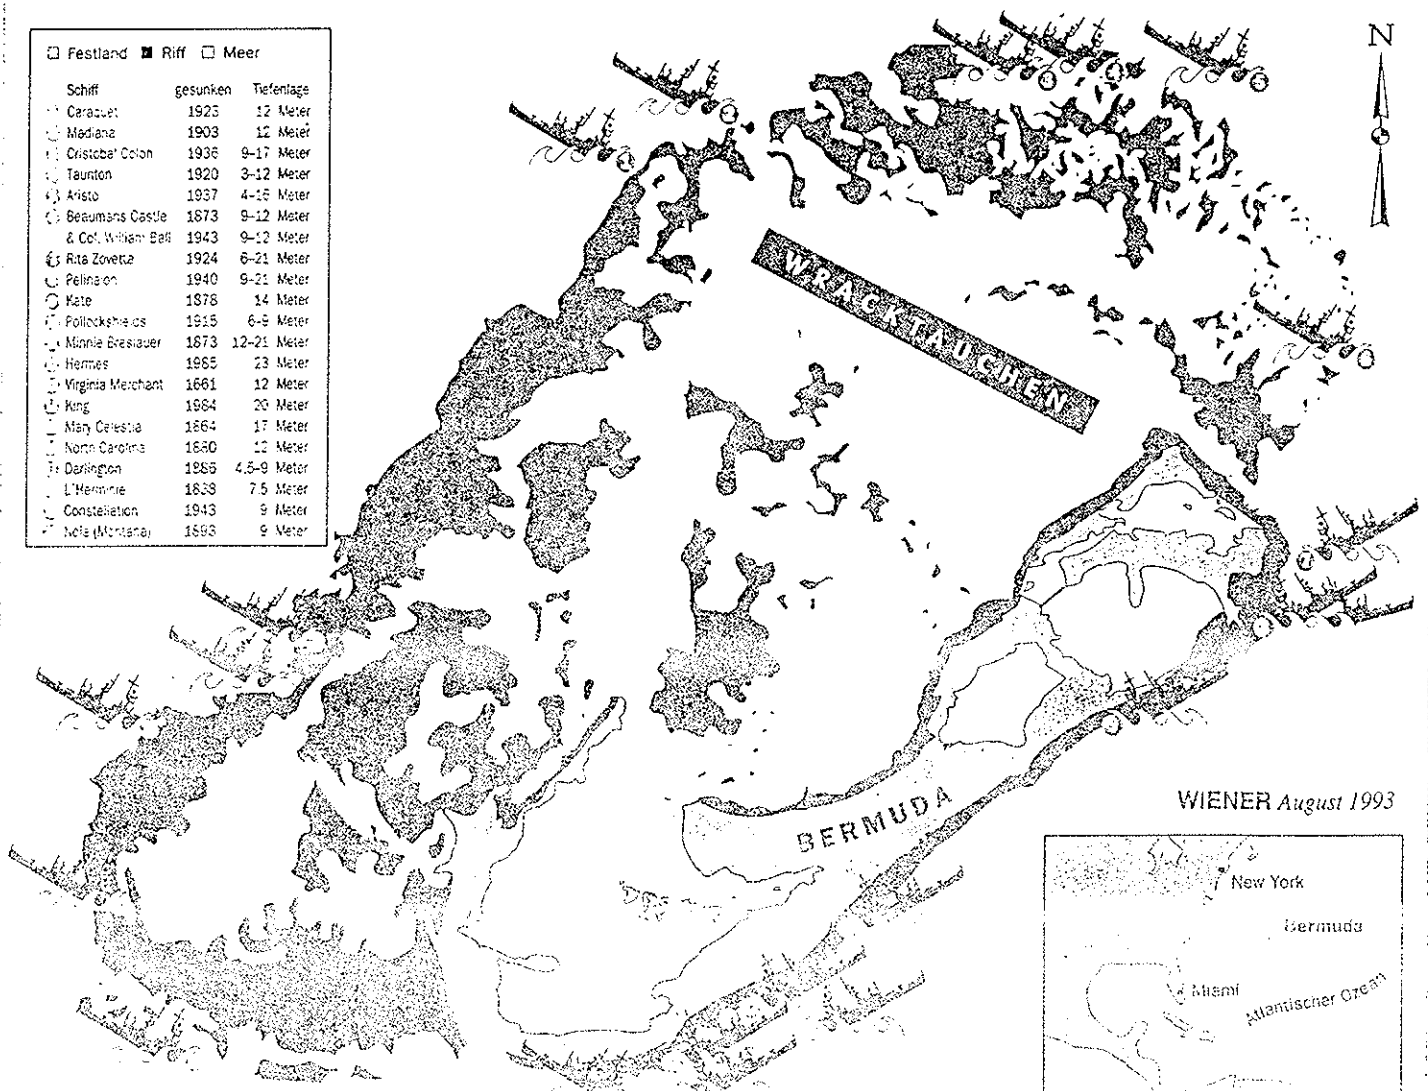 Festland Riff Meer
Schiff gesunken Tiefenlage
Caraquet 1923 12 Meter
Madiana 1903 12 Meter
Cristobal Colon 1936 9–17 Meter
Taunton 1920 3–12 Meter
Aristo 1937 4–16 Meter
Beaumans Castle 1873 9–12 Meter
& Col. William Ball 1943 9–12 Meter
Rita Zovetta 1924 6–21 Meter
Pelinaion 1940 9–21 Meter
Kate 1878 14 Meter
Pollockshields 1915 6–9 Meter
Minnie Breslauer 1873 12–21 Meter
Hermes 1985 23 Meter
Virginia Merchant 1661 12 Meter
King 1984 20 Meter
Mary Celestia 1864 17 Meter
North Carolina 1880 12 Meter
Darlington 1886 4,5–9 Meter
L'Herminie 1838 7,5 Meter
Constellation 1943 9 Meter
Nola (Montana) 1893 9 Meter
N
WRACKTAUCHEN
BERMUDA
WIENER August 1993
New York
Bermuda
Miami
Atlantischer Ozean